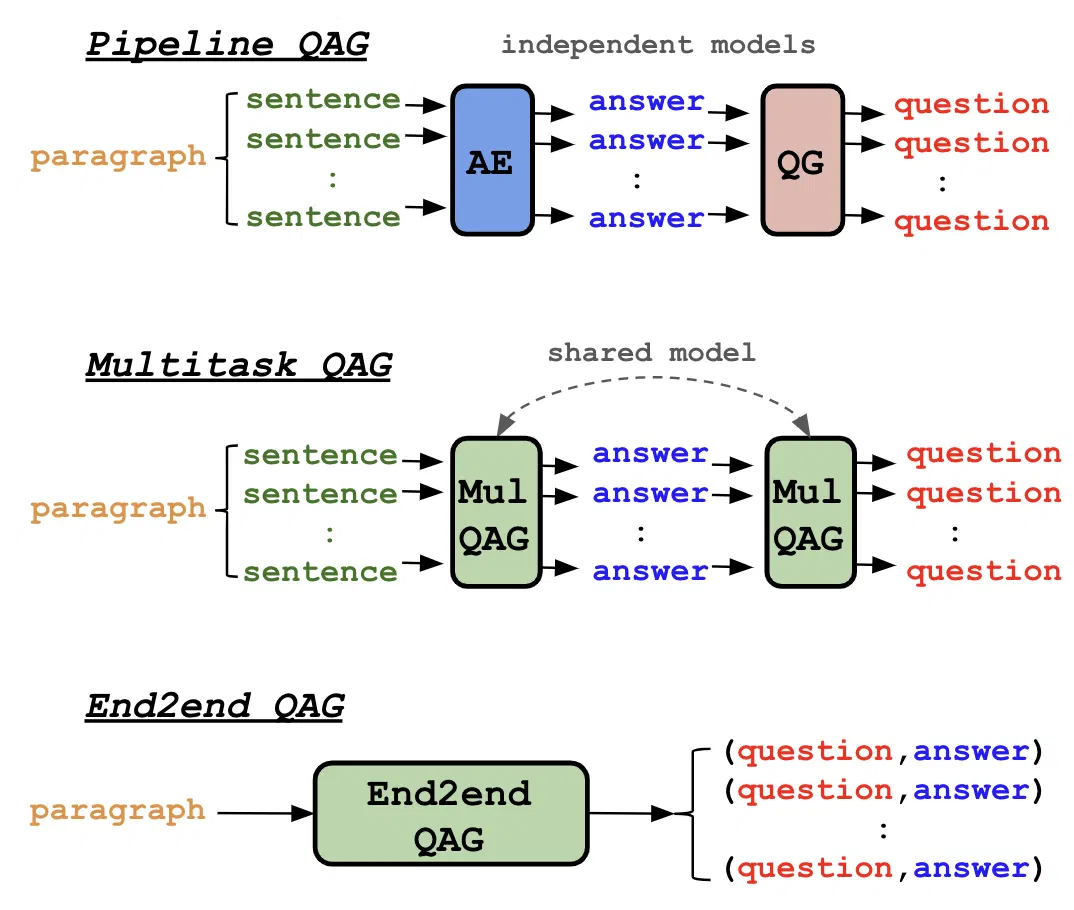 Pipeline QAG
independent models
paragraph
sentence
sentence
:
sentence
AE
answer
answer
:
answer
QG
question
question
:
question
Multitask QAG
shared model
paragraph
sentence
sentence
:
sentence
Mul
QAG
answer
answer
:
answer
Mul
QAG
question
question
:
question
End2end QAG
paragraph
End2end
QAG
(question,answer)
(question,answer)
:
(question,answer)